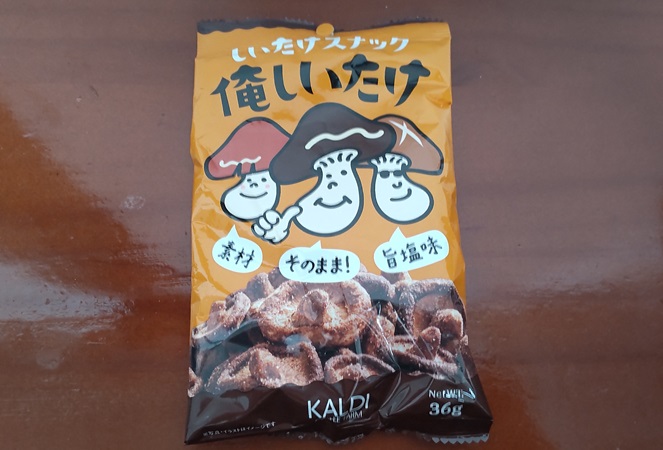 しいたけスナック
俺しいたけ
素材
そのまま!
旨塩味
KALDI
36g